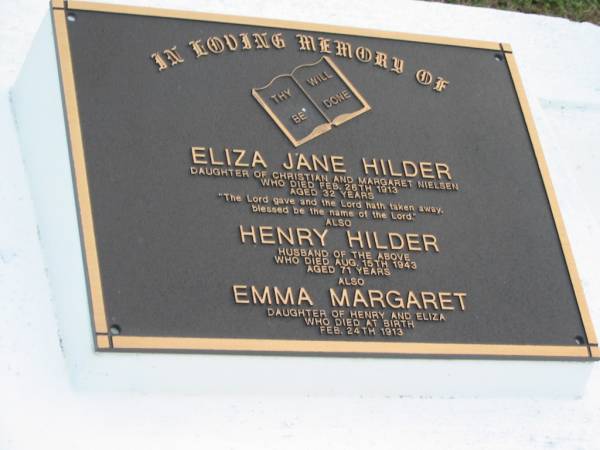 IN LOVING MEMORY OF
THY WILL
BE DONE
ELIZA JANE HILDER
DAUGHTER OF CHRISTIAN AND MARGARET NIELSEN
WHO DIED FEB. 26TH 1913
AGED 32 YEARS
"The Lord gave and the Lord hath taken away,
blessed be the name of the Lord."
ALSO
HENRY HILDER
HUSBAND OF THE ABOVE
WHO DIED AUG. 15TH 1943
AGED 71 YEARS
ALSO
EMMA MARGARET
DAUGHTER OF HENRY AND ELIZA
WHO DIED AT BIRTH
FEB. 24TH 1913